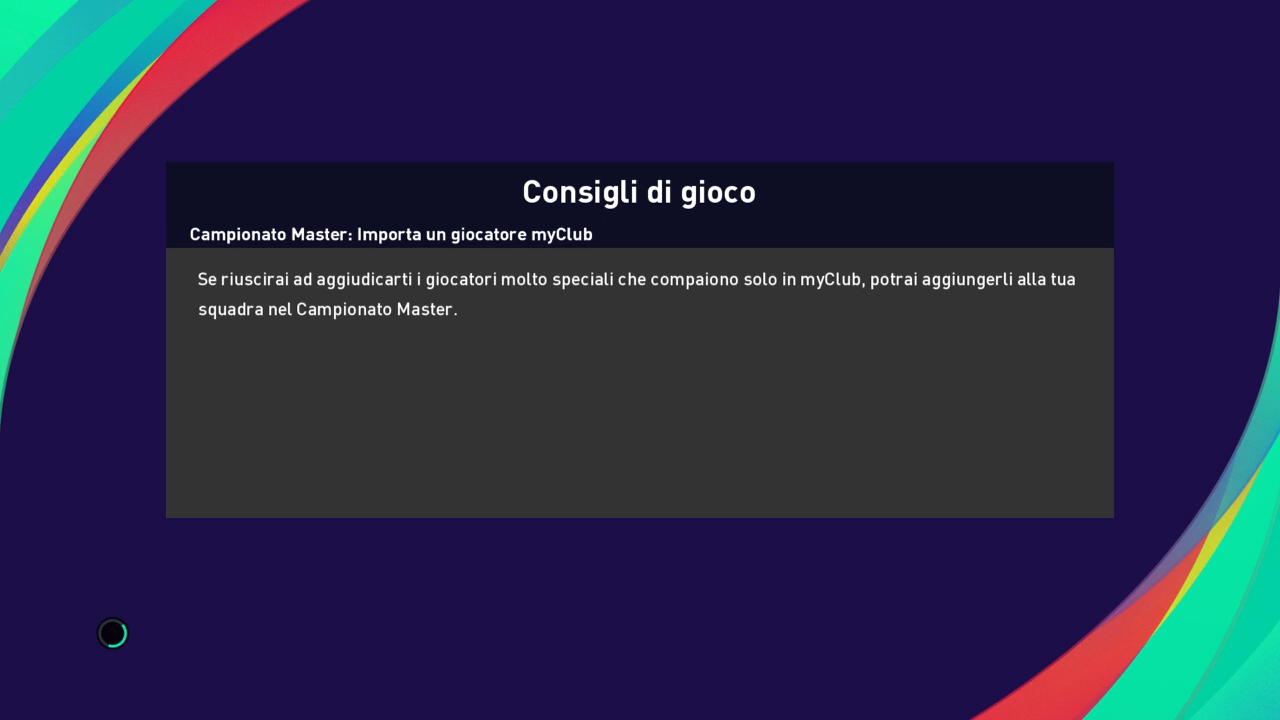 Consigli di gioco
Campionato Master: Importa un giocatore myClub
Se riuscirai ad aggiudicarti i giocatori molto speciali che compaiono solo in myClub, potrai aggiungerli alla tua
squadra nel Campionato Master.